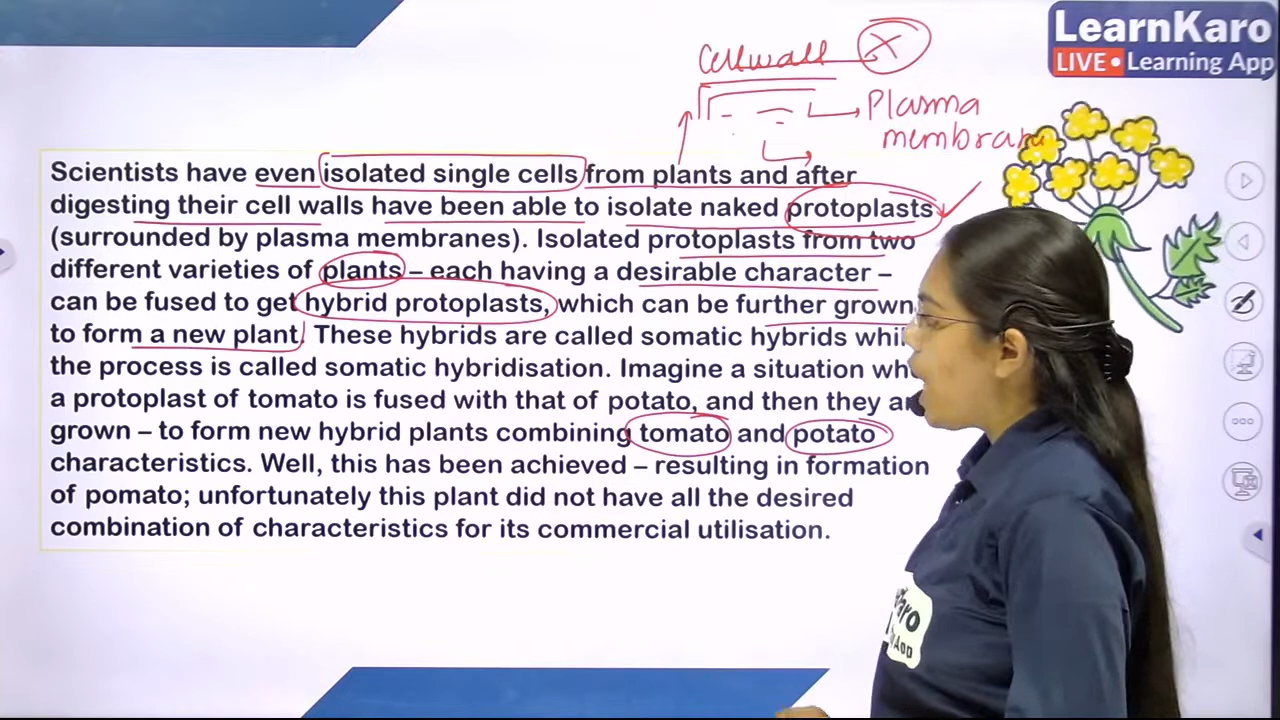 LearnKaro
LIVE • Learning App
Cell wall X
Plasma
membrane
Scientists have even isolated single cells from plants and after
digesting their cell walls have been able to isolate naked protoplasts
(surrounded by plasma membranes). Isolated protoplasts from two
different varieties of plants – each having a desirable character –
can be fused to get hybrid protoplasts, which can be further grown
to form a new plant. These hybrids are called somatic hybrids whil
the process is called somatic hybridisation. Imagine a situation wh
a protoplast of tomato is fused with that of potato, and then they ar
grown – to form new hybrid plants combining tomato and potato
characteristics. Well, this has been achieved – resulting in formation
of pomato; unfortunately this plant did not have all the desired
combination of characteristics for its commercial utilisation.